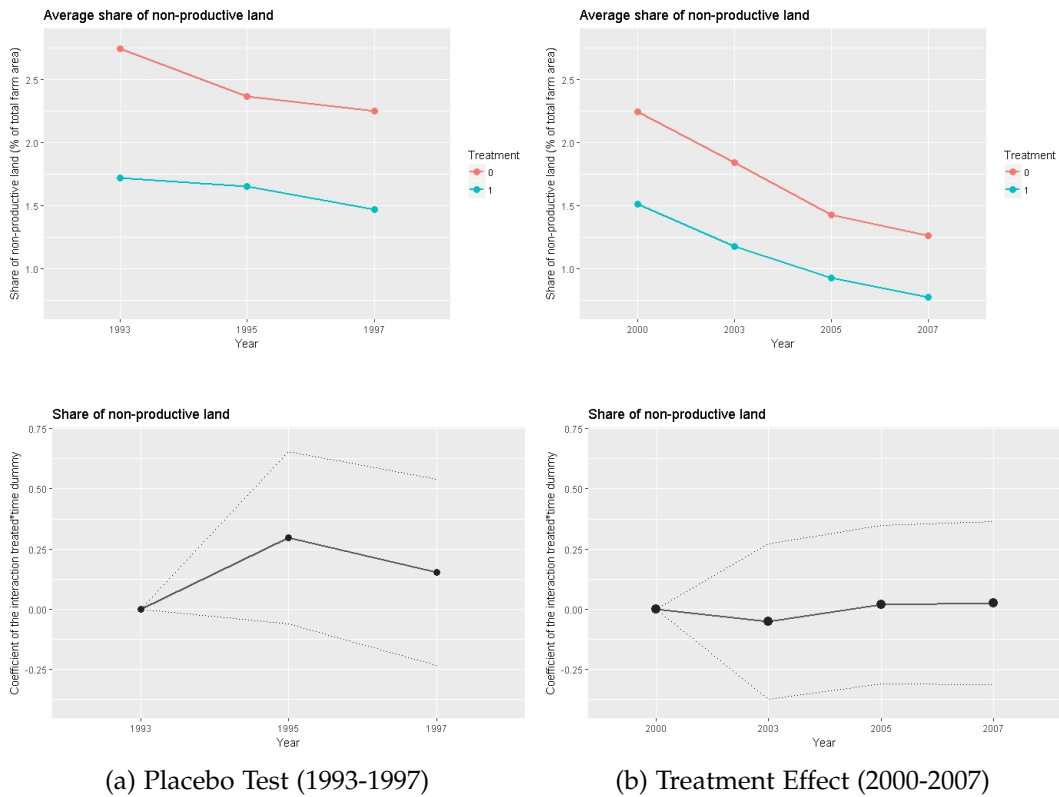 Average share of non-productive land
Share of non-productive land (% of total farm area)
2.5
2.0
1.5
1.0
1993
1995
1997
Year
Treatment
0
1
Average share of non-productive land
Share of non-productive land (% of total farm area)
2.5
2.0
1.5
1.0
2000
2003
2005
2007
Year
Treatment
0
1
Share of non-productive land
Coefficient of the interaction treated*time dummy
0.75
0.50
0.25
0.00
-0.25
1993
1995
1997
Year
(a) Placebo Test (1993-1997)
Share of non-productive land
Coefficient of the interaction treated*time dummy
0.75
0.50
0.25
0.00
-0.25
2000
2003
2005
2007
Year
(b) Treatment Effect (2000-2007)